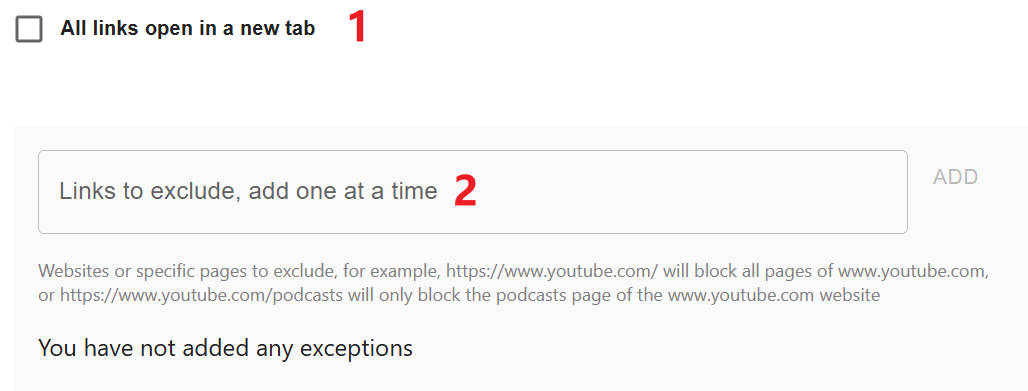 All links open in a new tab 1
Links to exclude, add one at a time 2
ADD
Websites or specific pages to exclude, for example, https://www.youtube.com/ will block all pages of www.youtube.com,
or https://www.youtube.com/podcasts will only block the podcasts page of the www.youtube.com website
You have not added any exceptions